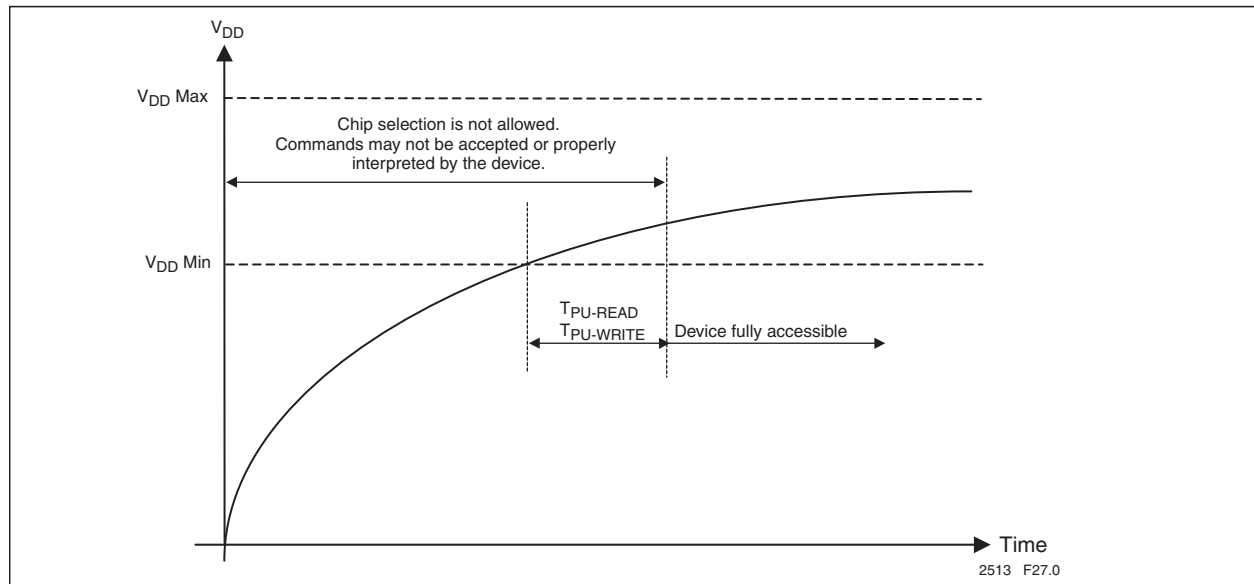 VDD
VDD Max
Chip selection is not allowed.
Commands may not be accepted or properly
interpreted by the device.
VDD Min
TPU-READ
TPU-WRITE
Device fully accessible
Time
2513 F27.0